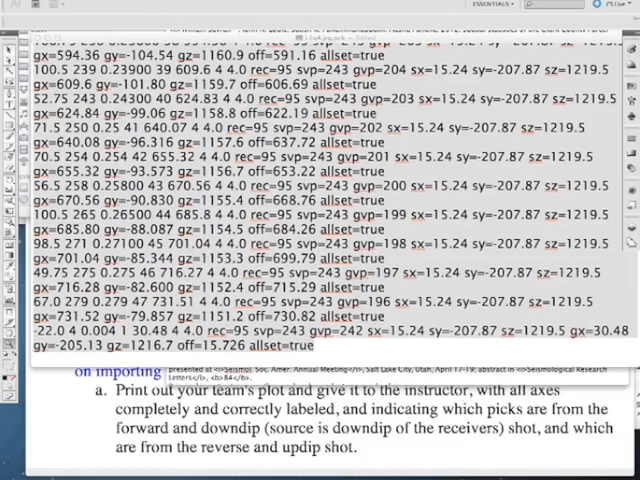 ESSENTIALS
CS Live
gx=594.36 gy=-104.54 gz=1160.9 off=591.16 allset=true
100.5 239 0.23900 39 609.6 4 4.0 rec=95 svp=243 gvp=204 sx=15.24 sy=-207.87 sz=1219.5
gx=609.6 gy=-101.80 gz=1159.7 off=606.69 allset=true
52.75 243 0.24300 40 624.83 4 4.0 rec=95 svp=243 gvp=203 sx=15.24 sy=-207.87 sz=1219.5
gx=624.84 gy=-99.06 gz=1158.8 off=622.19 allset=true
71.5 250 0.25 41 640.07 4 4.0 rec=95 svp=243 gvp=202 sx=15.24 sy=-207.87 sz=1219.5
gx=640.08 gy=-96.316 gz=1157.6 off=637.72 allset=true
70.5 254 0.254 42 655.32 4 4.0 rec=95 svp=243 gvp=201 sx=15.24 sy=-207.87 sz=1219.5
gx=655.32 gy=-93.573 gz=1156.7 off=653.22 allset=true
56.5 258 0.25800 43 670.56 4 4.0 rec=95 svp=243 gvp=200 sx=15.24 sy=-207.87 sz=1219.5
gx=670.56 gy=-90.830 gz=1155.4 off=668.76 allset=true
100.5 265 0.26500 44 685.8 4 4.0 rec=95 svp=243 gvp=199 sx=15.24 sy=-207.87 sz=1219.5
gx=685.80 gy=-88.087 gz=1154.5 off=684.26 allset=true
98.5 271 0.27100 45 701.04 4 4.0 rec=95 svp=243 gvp=198 sx=15.24 sy=-207.87 sz=1219.5
gx=701.04 gy=-85.344 gz=1153.3 off=699.79 allset=true
49.75 275 0.275 46 716.27 4 4.0 rec=95 svp=243 gvp=197 sx=15.24 sy=-207.87 sz=1219.5
gx=716.28 gy=-82.600 gz=1152.4 off=715.29 allset=true
67.0 279 0.279 47 731.51 4 4.0 rec=95 svp=243 gvp=196 sx=15.24 sy=-207.87 sz=1219.5
gx=731.52 gy=-79.857 gz=1151.2 off=730.82 allset=true
-22.0 4 0.004 1 30.48 4 4.0 rec=95 svp=243 gvp=242 sx=15.24 sy=-207.87 sz=1219.5 gx=30.48
gy=-205.13 gz=1216.7 off=15.726 allset=true
on importing
presented at <i>Seismol. Soc. Amer. Annual Meeting</i>, Salt Lake City, Utah, April 17-19; abstract in <i>Seismological Research
Letters</i>, <b>84</b>.
a. Print out your team's plot and give it to the instructor, with all axes
completely and correctly labeled, and indicating which picks are from the
forward and downdip (source is downdip of the receivers) shot, and which
are from the reverse and updip shot.